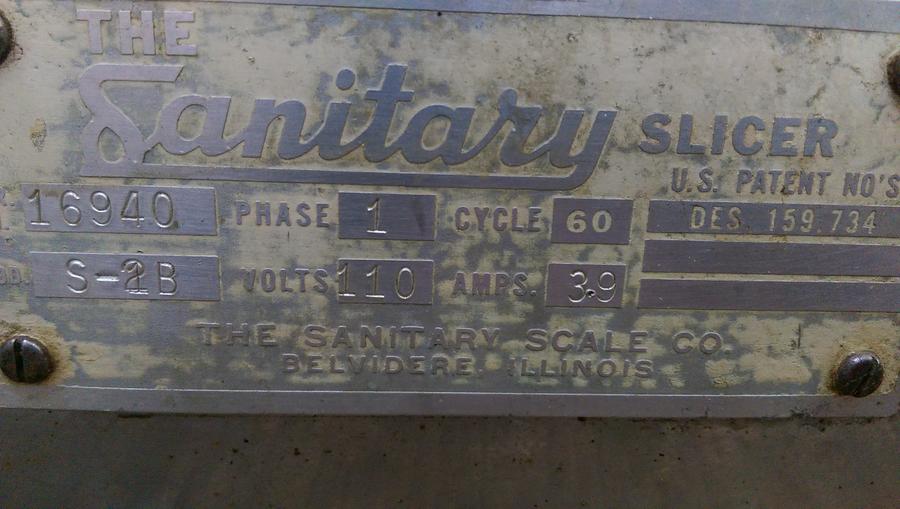 THE
Sanitary SLICER
U.S. PATENT NO'S
16940 PHASE 1 CYCLE 60 DES. 159.734
VOLTS 110 AMPS. 3.9
THE SANITARY SCALE CO.
BELVIDERE, ILLINOIS